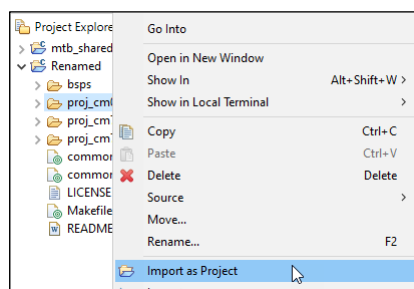 Project Explore
mtb_shared
Renamed
bsps
proj_cm
proj_cm
proj_cm
common
common
LICENSE
Makefile
README
Go Into
Open in New Window
Show In Alt+Shift+W >
Show in Local Terminal >
Copy Ctrl+C
Paste Ctrl+V
Delete Delete
Source >
Move...
Rename... F2
Import as Project